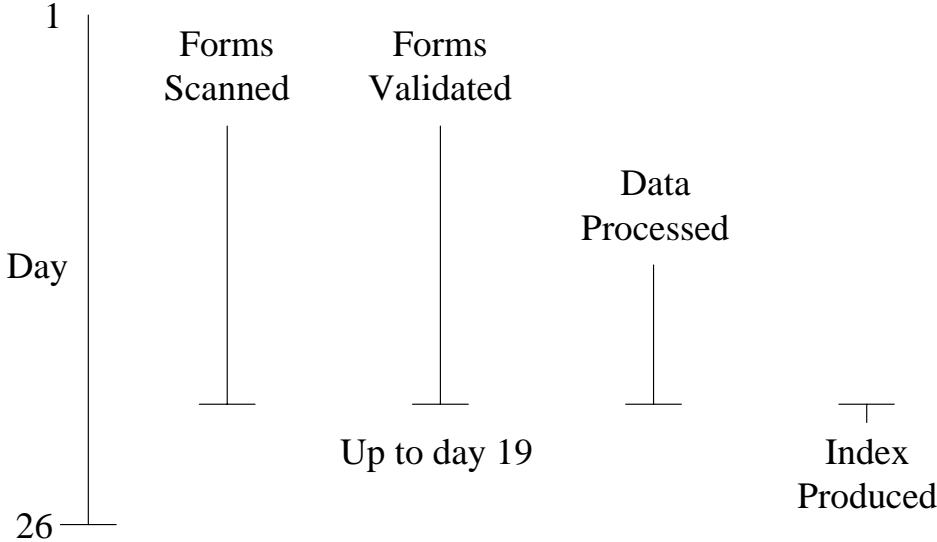 1
Forms
Scanned
Forms
Validated
Data
Processed
Day
Up to day 19
Index
Produced
26